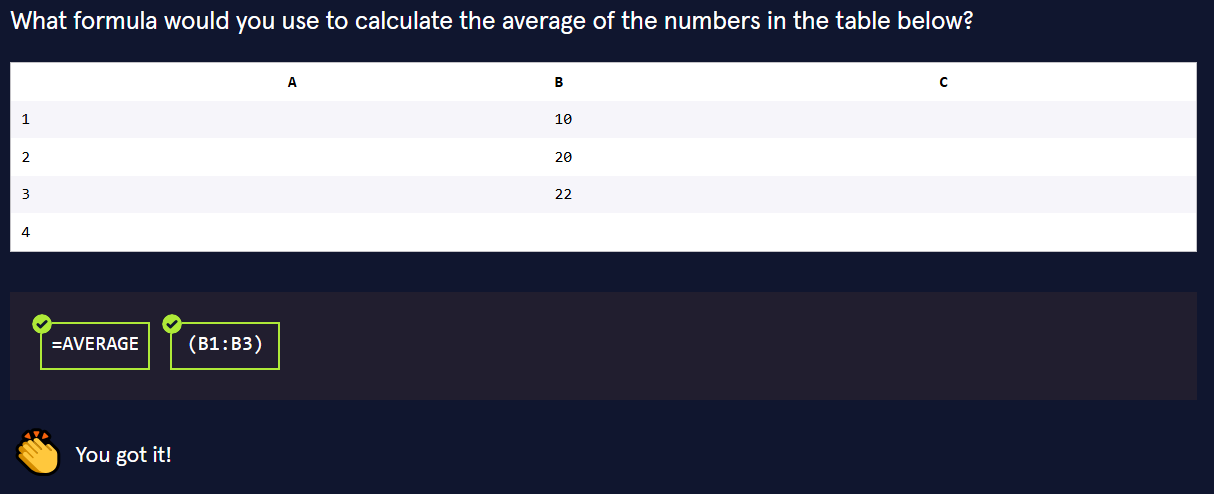 What formula would you use to calculate the average of the numbers in the table below?
A B C
1 10
2 20
3 22
4
=AVERAGE (B1:B3)
You got it!